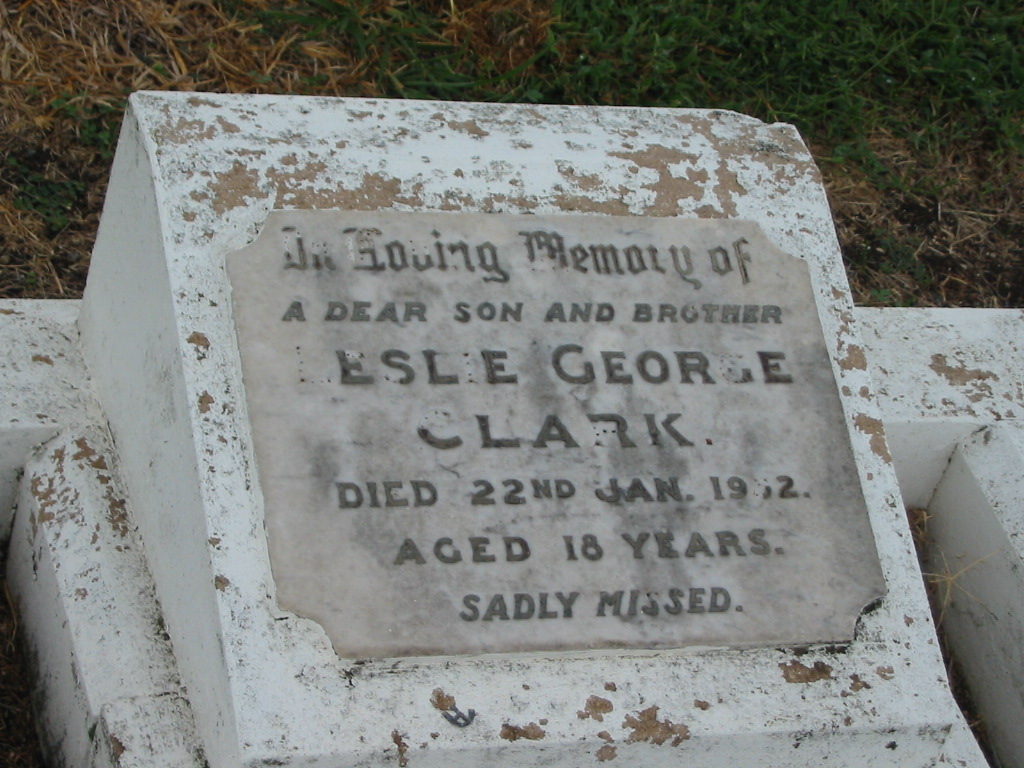 In Loving Memory of
A DEAR SON AND BROTHER
LESLIE GEORGE
CLARK.
DIED 22ND JAN.
AGED 18 YEARS.
SADLY MISSED.